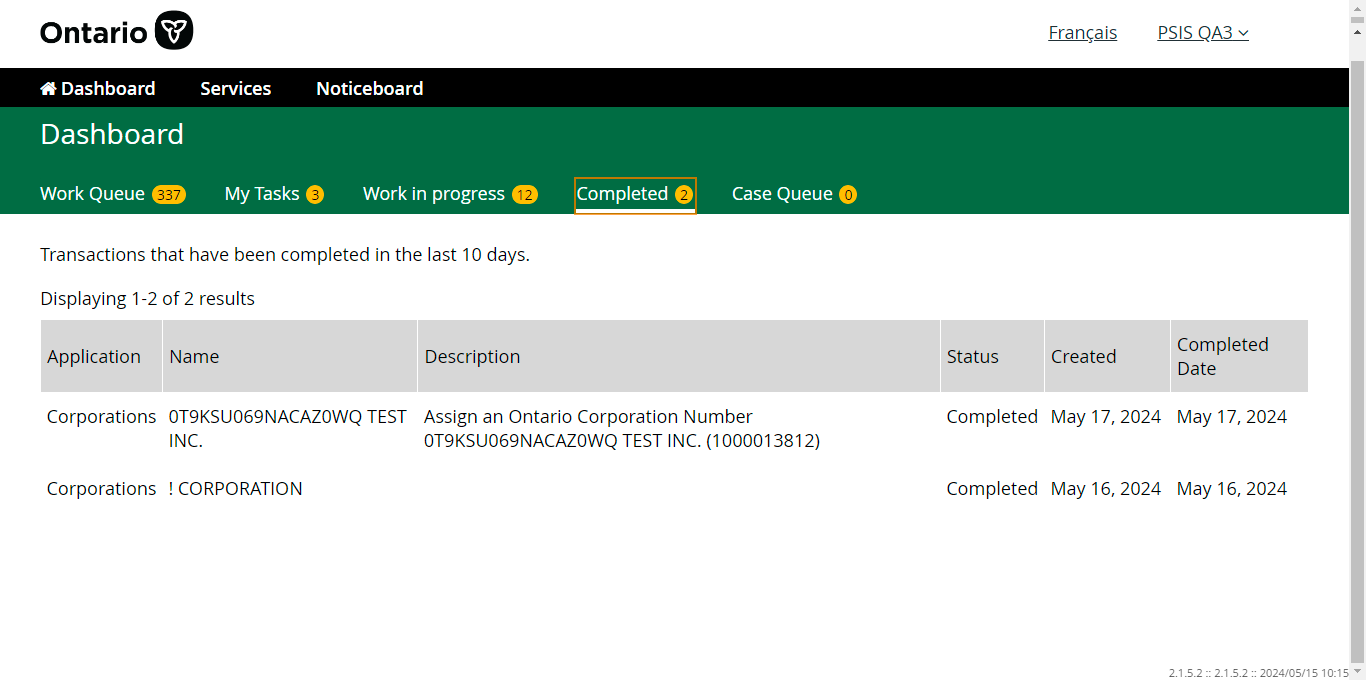 Ontario
Français PSIS QA3
Dashboard Services Noticeboard
Dashboard
Work Queue 337 My Tasks 3 Work in progress 12 Completed 2 Case Queue 0
Transactions that have been completed in the last 10 days.
Displaying 1-2 of 2 results
Application Name Description Status Created Completed
Date
Corporations 0T9KSU069NACAZ0WQ TEST Assign an Ontario Corporation Number Completed May 17, 2024 May 17, 2024
INC. 0T9KSU069NACAZ0WQ TEST INC. (1000013812)
Corporations ! CORPORATION Completed May 16, 2024 May 16, 2024
2.1.5.2 :: 2.1.5.2 :: 2024/05/15 10:15